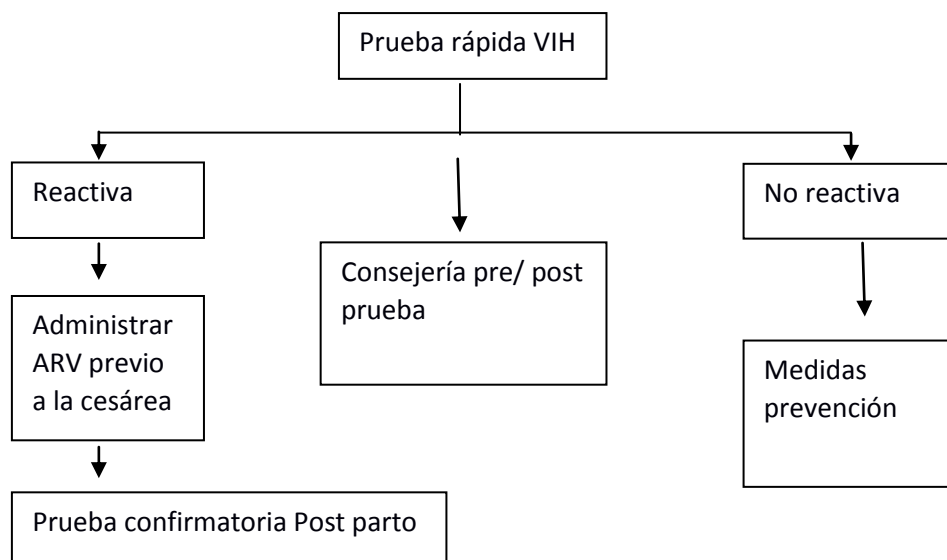 Prueba rápida VIH
Reactiva
No reactiva
Consejería pre/ post
prueba
Administrar
ARV previo
a la cesárea
Medidas
prevención
Prueba confirmatoria Post parto